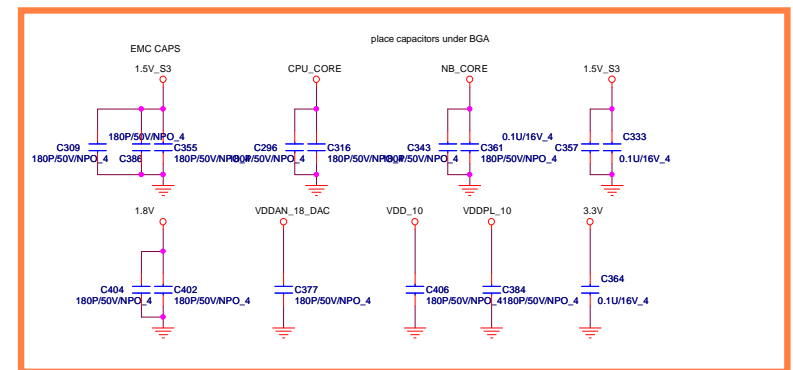 place capacitors under BGA
EMC CAPS
1.5V_S3
CPU_CORE
NB_CORE
1.5V_S3
C309
180P/50V/NPO_4
180P/50V/NPO_4
C386
C355
180P/50V/NPO_4
C296
180P/50V/NPO_4
C316
180P/50V/NPO_4
C343
180P/50V/NPO_4
C361
180P/50V/NPO_4
0.1U/16V_4
C357
C333
0.1U/16V_4
1.8V
VDDAN_18_DAC
VDD_10
VDDPL_10
3.3V
C404
180P/50V/NPO_4
C402
180P/50V/NPO_4
C377
180P/50V/NPO_4
C406
180P/50V/NPO_4
C384
180P/50V/NPO_4
C364
0.1U/16V_4